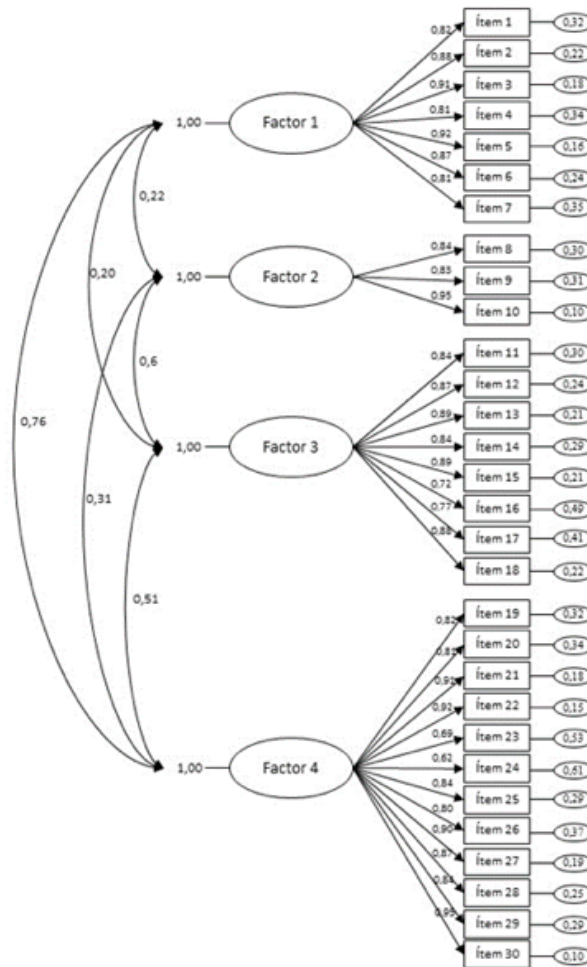 0,82 Ítem 1 0,32
0,88 Ítem 2 0,22
0,91 Ítem 3 0,18
1,00 Factor 1 0,81 Ítem 4 0,34
0,92 Ítem 5 0,16
0,87 Ítem 6 0,24
0,81 Ítem 7 0,35
0,22
0,84 Ítem 8 0,30
0,20 1,00 Factor 2 0,83 Ítem 9 0,31
0,95 Ítem 10 0,10
0,6
0,84 Ítem 11 0,30
0,87 Ítem 12 0,24
0,89 Ítem 13 0,21
0,76 1,00 Factor 3 0,84 Ítem 14 0,29
0,89 Ítem 15 0,21
0,31 0,72 Ítem 16 0,49
0,77 Ítem 17 0,41
0,88 Ítem 18 0,22
0,51
0,82 Ítem 19 0,32
0,81 Ítem 20 0,34
0,91 Ítem 21 0,18
0,92 Ítem 22 0,15
0,69 Ítem 23 0,53
1,00 Factor 4 0,62 Ítem 24 0,61
0,84 Ítem 25 0,29
0,80 Ítem 26 0,37
0,90 Ítem 27 0,19
0,87 Ítem 28 0,25
0,84 Ítem 29 0,29
0,95 Ítem 30 0,10